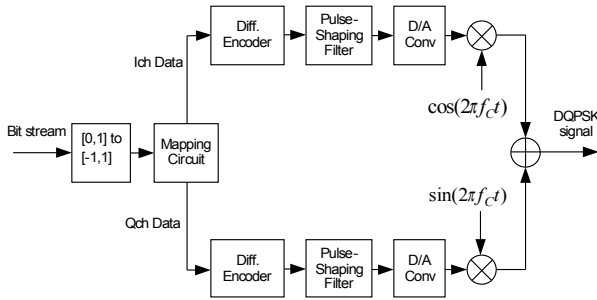 Diff.
Encoder
Pulse-
Shaping
Filter
D/A
Conv
Ich Data
cos(2πf_C t)
Bit stream
[0,1] to
[-1,1]
Mapping
Circuit
DQPSK
signal
sin(2πf_C t)
Qch Data
Diff.
Encoder
Pulse-
Shaping
Filter
D/A
Conv